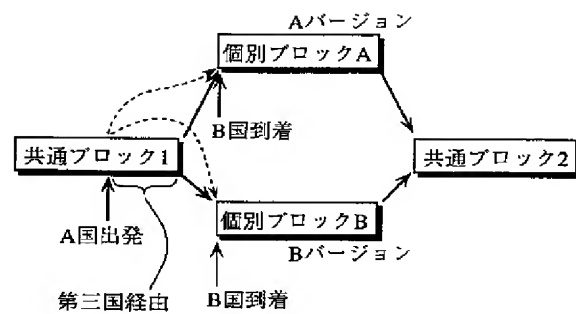 Aバージョン
個別ブロックA
B国到着
共通ブロック1
共通ブロック2
個別ブロックB
A国出発
Bバージョン
第三国経由
B国到着